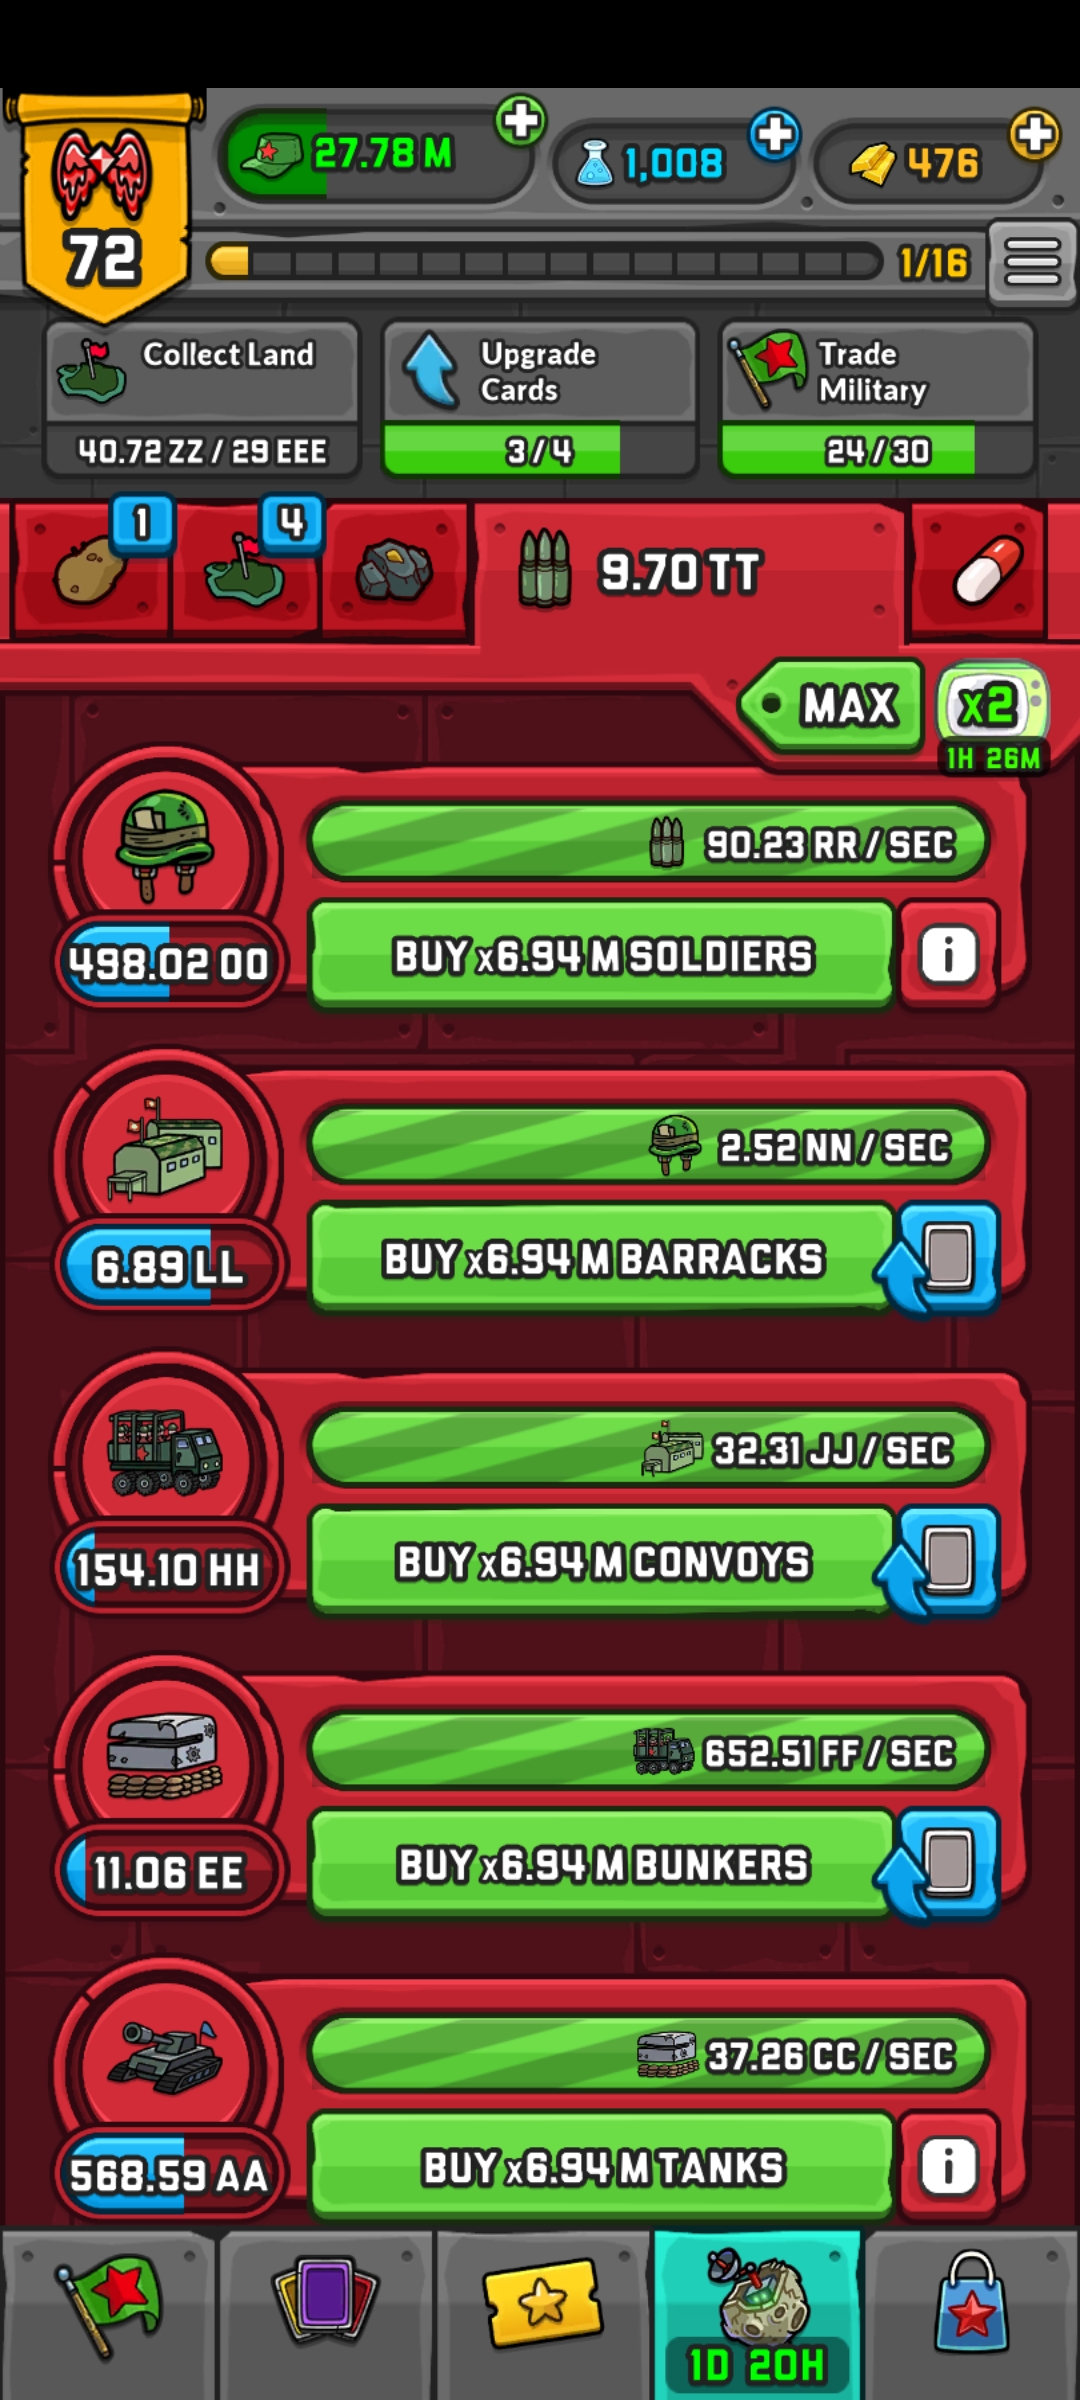 27.78 M
1,008
476
72
1/16
Collect Land
40.72 ZZ / 29 EEE
Upgrade
Cards
3/4
Trade
Military
24/30
1
4
9.70 TT
MAX
x2
1H 26M
90.23 RR/SEC
498.02 OO
BUY x6.94 M SOLDIERS
i
2.52 NN/SEC
6.89 LL
BUY x6.94 M BARRACKS
32.31 JJ/SEC
154.10 HH
BUY x6.94 M CONVOYS
652.51 FF/SEC
11.06 EE
BUY x6.94 M BUNKERS
37.26 CC/SEC
568.59 AA
BUY x6.94 M TANKS
i
1D 20H